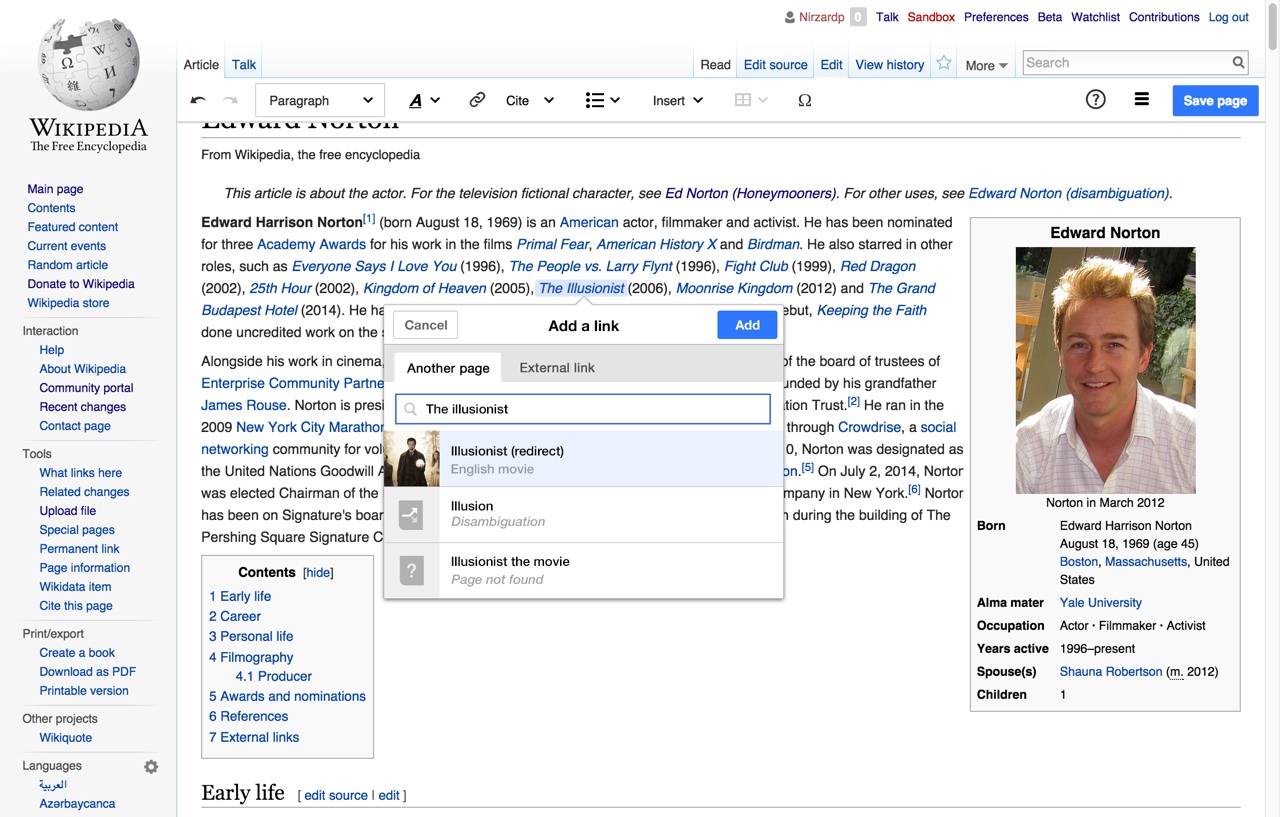 Nirzardp 0 Talk Sandbox Preferences Beta Watchlist Contributions Log out
WIKIPEDIA
The Free Encyclopedia
Article Talk Read Edit source Edit View history More Search
Paragraph A Cite Insert Ω ? Save page
Main page
Contents
Featured content
Current events
Random article
Donate to Wikipedia
Wikipedia store
Interaction
Help
About Wikipedia
Community portal
Recent changes
Contact page
Tools
What links here
Related changes
Upload file
Special pages
Permanent link
Page information
Wikidata item
Cite this page
Print/export
Create a book
Download as PDF
Printable version
Other projects
Wikiquote
Languages
العربية
Azərbaycanca
Edward Norton
From Wikipedia, the free encyclopedia
This article is about the actor. For the television fictional character, see Ed Norton (Honeymooners). For other uses, see Edward Norton (disambiguation).
Edward Harrison Norton[1] (born August 18, 1969) is an American actor, filmmaker and activist. He has been nominated
for three Academy Awards for his work in the films Primal Fear, American History X and Birdman. He also starred in other
roles, such as Everyone Says I Love You (1996), The People vs. Larry Flynt (1996), Fight Club (1999), Red Dragon
(2002), 25th Hour (2002), Kingdom of Heaven (2005), The Illusionist (2006), Moonrise Kingdom (2012) and The Grand
Budapest Hotel (2014). He ha ebut, Keeping the Faith
done uncredited work on the s
Alongside his work in cinema, of the board of trustees of
Enterprise Community Partne unded by his grandfather
James Rouse. Norton is presi tion Trust.[2] He ran in the
2009 New York City Marathon through Crowdrise, a social
networking community for vol 0, Norton was designated as
the United Nations Goodwill A on.[5] On July 2, 2014, Norton
was elected Chairman of the mpany in New York.[6] Norton
has been on Signature's boar n during the building of The
Pershing Square Signature C
Cancel Add a link Add
Another page External link
The illusionist
Illusionist (redirect)
English movie
Illusion
Disambiguation
? Illusionist the movie
Page not found
Contents [hide]
1 Early life
2 Career
3 Personal life
4 Filmography
4.1 Producer
5 Awards and nominations
6 References
7 External links
Early life [ edit source | edit ]
Edward Norton
Norton in March 2012
Born Edward Harrison Norton
August 18, 1969 (age 45)
Boston, Massachusetts, United
States
Alma mater Yale University
Occupation Actor · Filmmaker · Activist
Years active 1996–present
Spouse(s) Shauna Robertson (m. 2012)
Children 1